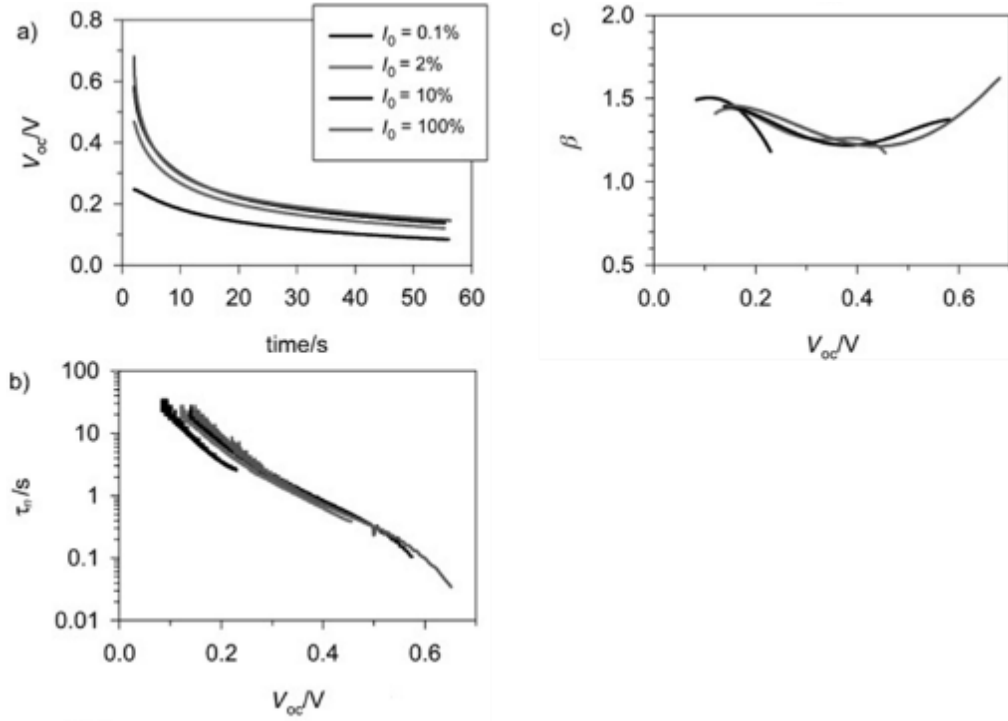 a)
V_oc/V
0.8
0.6
0.4
0.2
0.0
0 10 20 30 40 50 60
time/s
I_0 = 0.1%
I_0 = 2%
I_0 = 10%
I_0 = 100%
c)
β
2.0
1.5
1.0
0.5
0.0 0.2 0.4 0.6
V_oc/V
b)
τ_n/s
100
10
1
0.1
0.01
0.0 0.2 0.4 0.6
V_oc/V